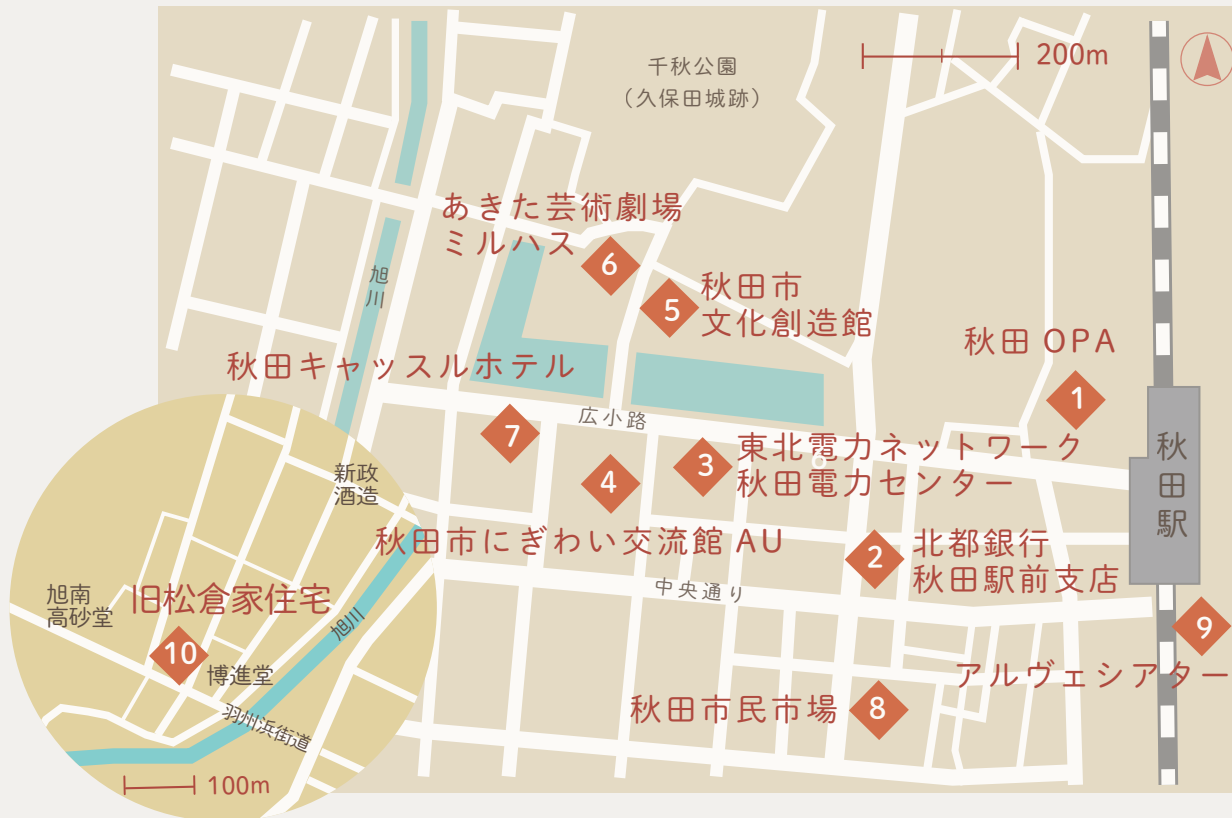 千秋公園
（久保田城跡）
200m
あきた芸術劇場
ミルハス
6
5
秋田市
文化創造館
旭川
秋田 OPA
1
秋田キャッスルホテル
7
広小路
4
3
東北電力ネットワーク
秋田電力センター
6
秋田駅
新政
酒造
秋田市にぎわい交流館 AU
2
北都銀行
秋田駅前支店
中央通り
9
アルヴェシアター
8
秋田市民市場
旭南
高砂堂
旧松倉家住宅
10
旭川
博進堂
羽州浜街道
100m